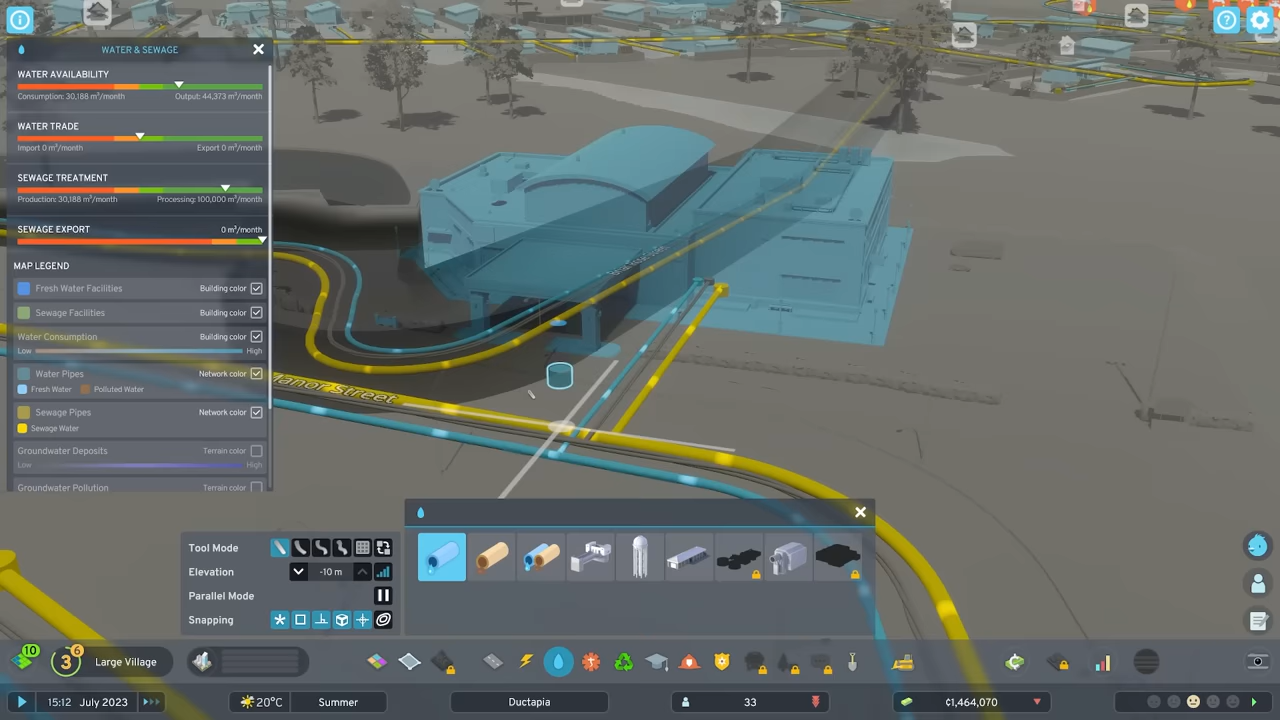 WATER & SEWAGE
WATER AVAILABILITY
Consumption: 30,188 m³/month Output: 44,373 m³/month
WATER TRADE
Import 0 m³/month Export 0 m³/month
SEWAGE TREATMENT
Production: 30,188 m³/month Processing: 100,000 m³/month
SEWAGE EXPORT 0 m³/month
MAP LEGEND
Fresh Water Facilities Building color
Sewage Facilities Building color
Water Consumption Building color
Low High
Water Pipes Network color
Fresh Water Polluted Water
Sewage Pipes Network color
Sewage Water
Groundwater Deposits Terrain color
Low High
Groundwater Pollution Terrain color
Manor Street
Tool Mode
Elevation -10 m
Parallel Mode
Snapping
10
3 6 Large Village
15:12 July 2023 20°C Summer Ductapia 33 ¢1,464,070